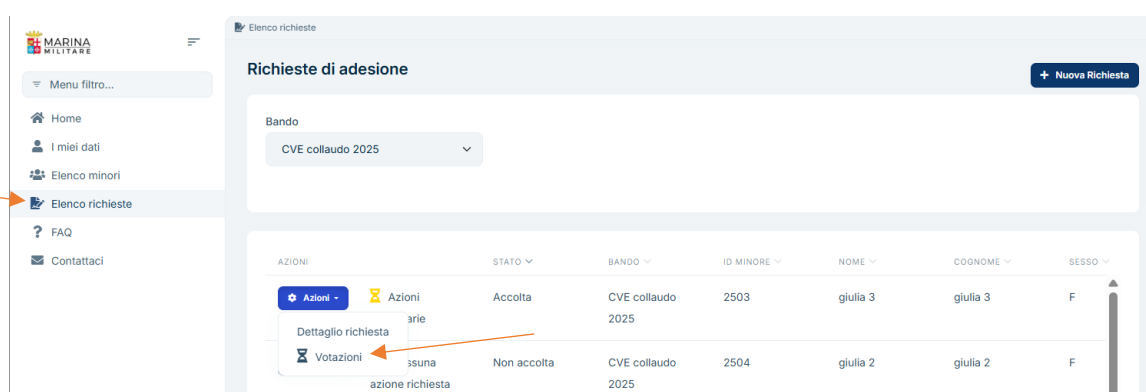 MARINA
MILITARE
Menu filtro...
Home
I miei dati
Elenco minori
Elenco richieste
FAQ
Contattaci
Elenco richieste
Richieste di adesione
+ Nuova Richiesta
Bando
CVE collaudo 2025
AZIONI STATO BANDO ID MINORE NOME COGNOME SESSO
Azioni Azioni Accolta CVE collaudo 2503 giulia 3 giulia 3 F
2025
Dettaglio richiesta
Votazioni
Non accolta CVE collaudo 2504 giulia 2 giulia 2 F
azione richiesta 2025